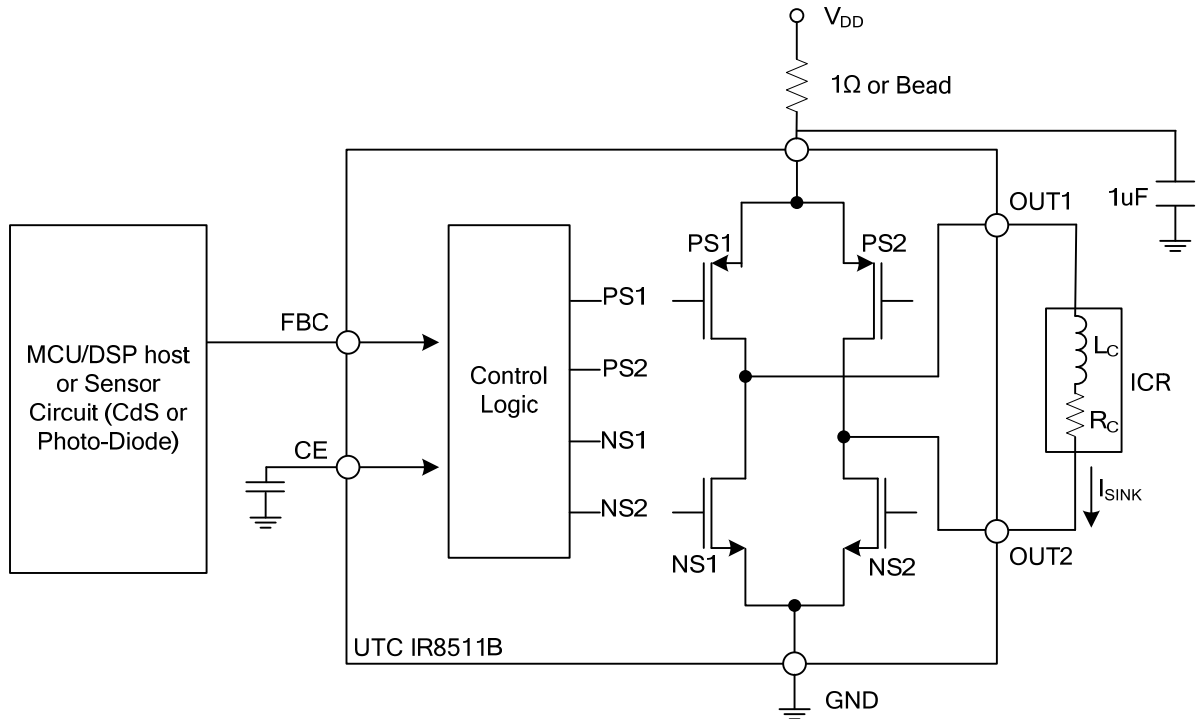 V_DD
1Ω or Bead
1uF
OUT1
PS1
PS2
PS1
FBC
MCU/DSP host
or Sensor
Circuit (CdS or
Photo-Diode)
Control
Logic
PS2
L_C
ICR
R_C
CE
NS1
NS2
I_SINK
NS1
NS2
OUT2
UTC IR8511B
GND